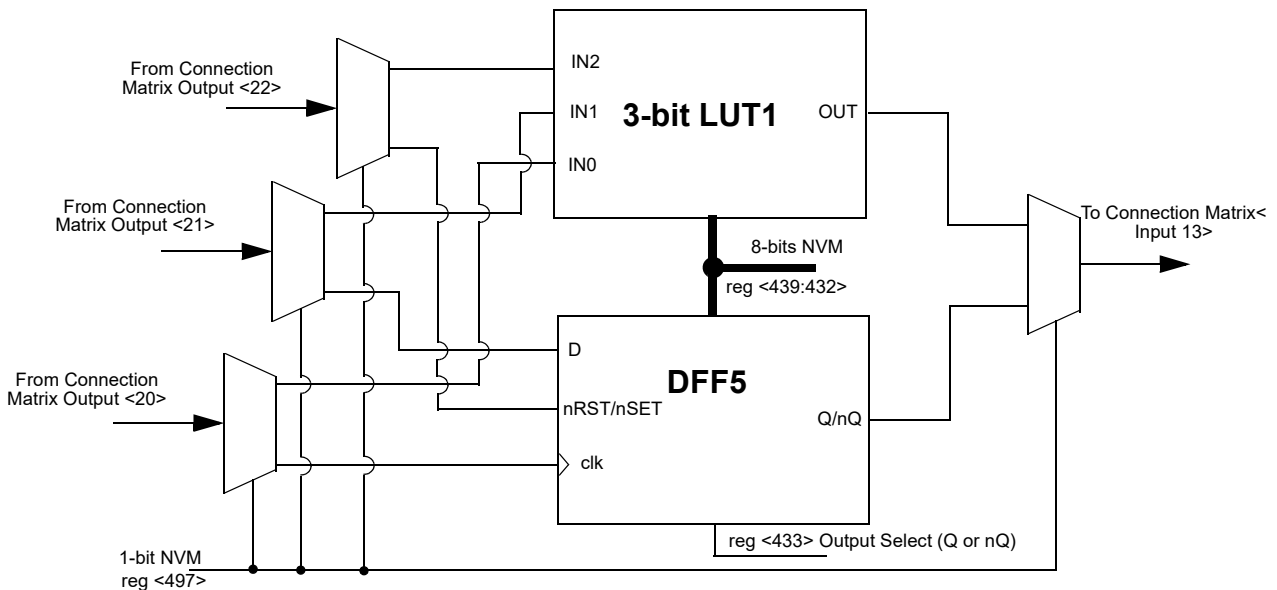 From Connection
Matrix Output <22>
IN2
IN1
IN0
3-bit LUT1
OUT
From Connection
Matrix Output <21>
To Connection Matrix<
Input 13>
8-bits NVM
reg <439:432>
From Connection
Matrix Output <20>
D
DFF5
nRST/nSET
Q/nQ
clk
reg <433> Output Select (Q or nQ)
1-bit NVM
reg <497>